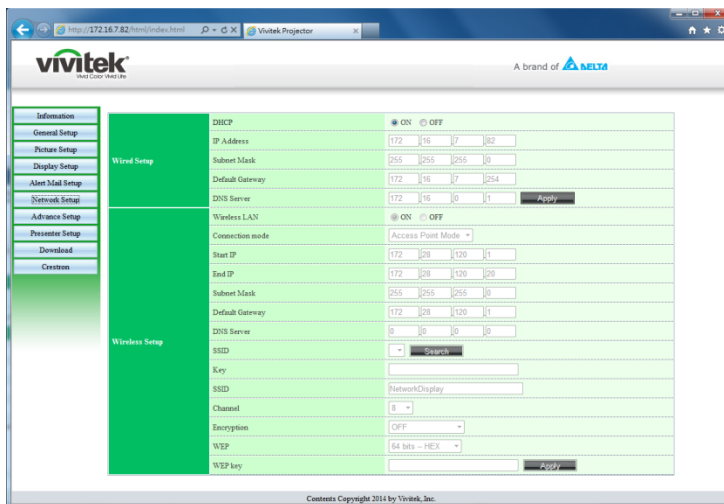 http://172.16.7.82/html/index.html
Vivitek Projector
vivitek
Vivid Color Vivid Life
A brand of DELTA
Information
General Setup
Picture Setup
Display Setup
Alert Mail Setup
Network Setup
Advance Setup
Presenter Setup
Download
Crestron
Wired Setup
DHCP ON OFF
IP Address 172 .16 .7 .82
Subnet Mask 255 .255 .255 .0
Default Gateway 172 .16 .7 .254
DNS Server 172 .16 .0 .1 Apply
Wireless Setup
Wireless LAN ON OFF
Connection mode Access Point Mode
Start IP 172 .28 .120 .1
End IP 172 .28 .120 .20
Subnet Mask 255 .255 .255 .0
Default Gateway 172 .28 .120 .1
DNS Server 0 .0 .0 .0
SSID Search
Key
SSID NetworkDisplay
Channel 8
Encryption OFF
WEP 64 bits – HEX
WEP key Apply
Contents Copyright 2014 by Vivitek, Inc.